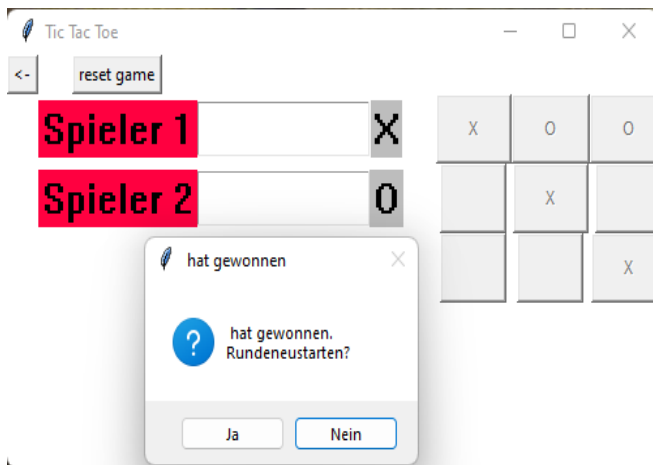 Tic Tac Toe
<- reset game
Spieler 1 X X O O
Spieler 2 O X
X
hat gewonnen
hat gewonnen.
Rundeneustarten?
Ja Nein